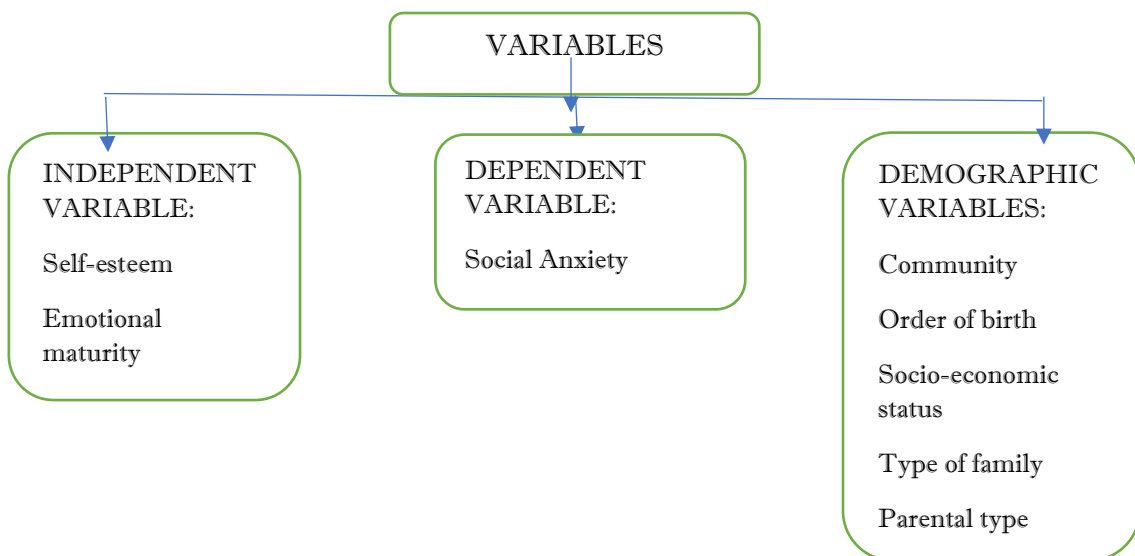 VARIABLES
INDEPENDENT
VARIABLE:
Self-esteem
Emotional
maturity
DEPENDENT
VARIABLE:
Social Anxiety
DEMOGRAPHIC
VARIABLES:
Community
Order of birth
Socio-economic
status
Type of family
Parental type